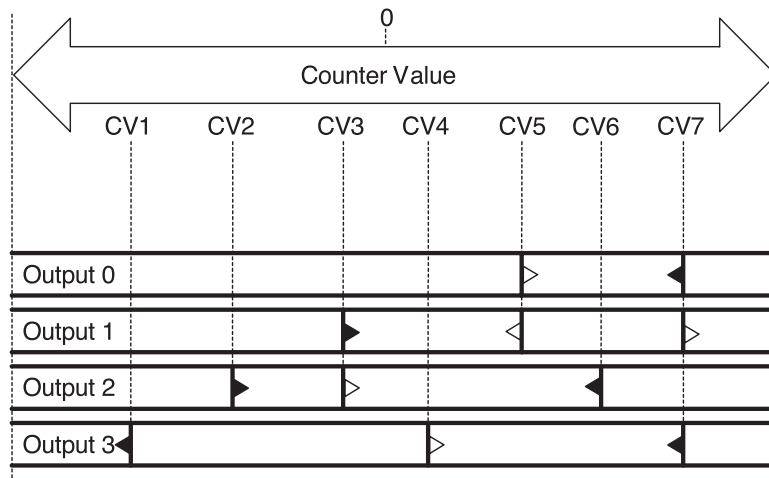 0
Counter Value
CV1 CV2 CV3 CV4 CV5 CV6 CV7
Output 0
Output 1
Output 2
Output 3